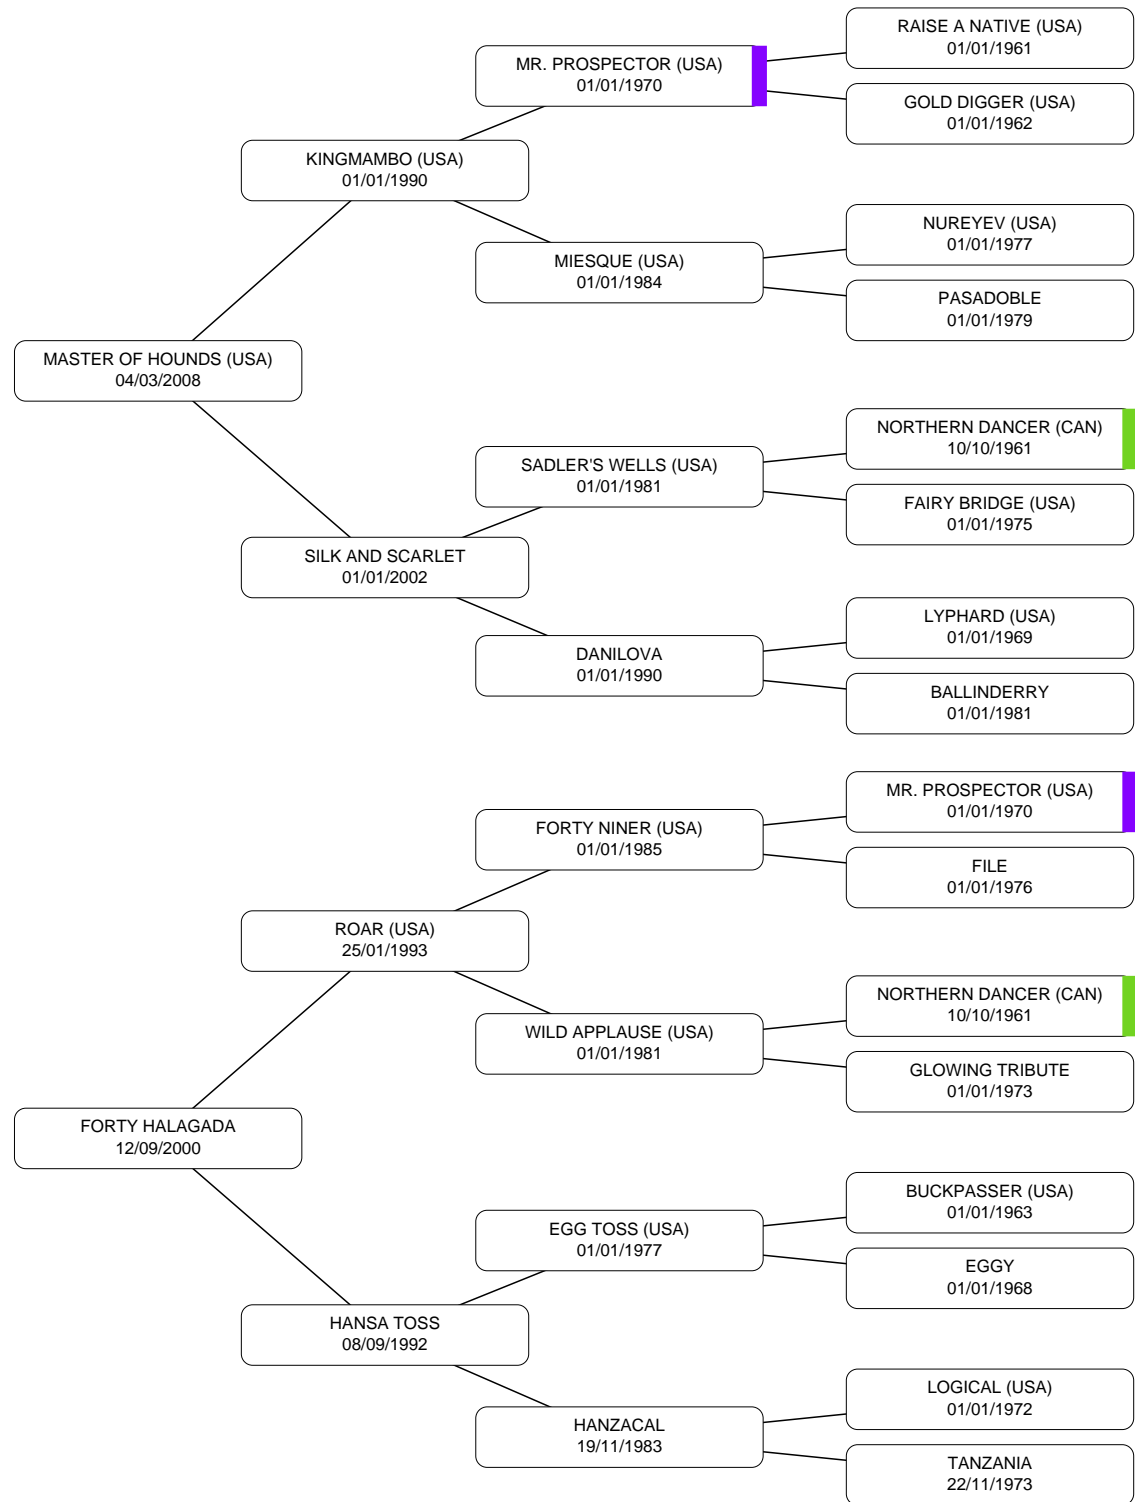 RAISE A NATIVE (USA)
01/01/1961
MR. PROSPECTOR (USA)
01/01/1970
GOLD DIGGER (USA)
01/01/1962
KINGMAMBO (USA)
01/01/1990
NUREYEV (USA)
01/01/1977
MIESQUE (USA)
01/01/1984
PASADOBLE
01/01/1979
MASTER OF HOUNDS (USA)
04/03/2008
NORTHERN DANCER (CAN)
10/10/1961
SADLER'S WELLS (USA)
01/01/1981
FAIRY BRIDGE (USA)
01/01/1975
SILK AND SCARLET
01/01/2002
LYPHARD (USA)
01/01/1969
DANILOVA
01/01/1990
BALLINDERRY
01/01/1981
MR. PROSPECTOR (USA)
01/01/1970
FORTY NINER (USA)
01/01/1985
FILE
01/01/1976
ROAR (USA)
25/01/1993
NORTHERN DANCER (CAN)
10/10/1961
WILD APPLAUSE (USA)
01/01/1981
GLOWING TRIBUTE
01/01/1973
FORTY HALAGADA
12/09/2000
BUCKPASSER (USA)
01/01/1963
EGG TOSS (USA)
01/01/1977
EGGY
01/01/1968
HANSA TOSS
08/09/1992
LOGICAL (USA)
01/01/1972
HANZACAL
19/11/1983
TANZANIA
22/11/1973